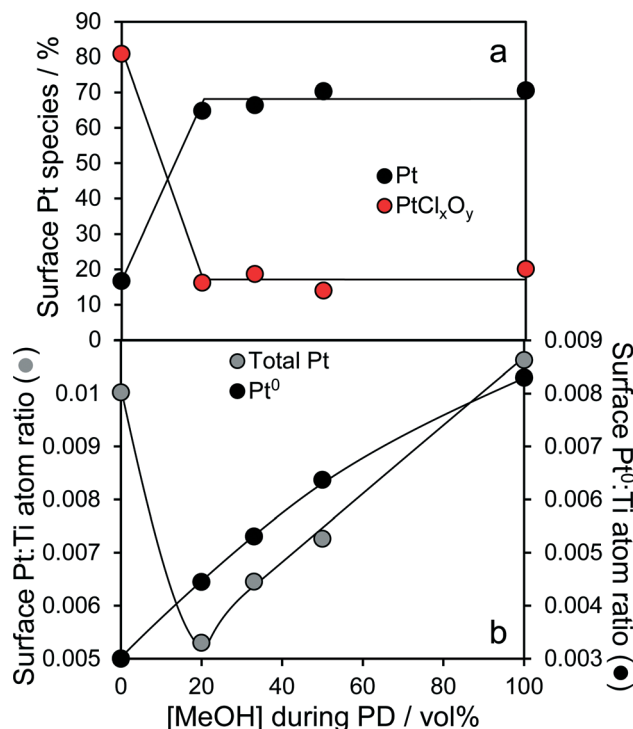 Surface Pt species / %
90
80
70
60
50
40
30
20
10
0
a
Pt
PtClxOy
Surface Pt:Ti atom ratio ( )
0.01
0.009
0.008
0.007
0.006
0.005
Total Pt
Pt0
b
0.009
0.008
0.007
0.006
0.005
0.004
0.003
Surface Pt0:Ti atom ratio ( )
0 20 40 60 80 100
[MeOH] during PD / vol%